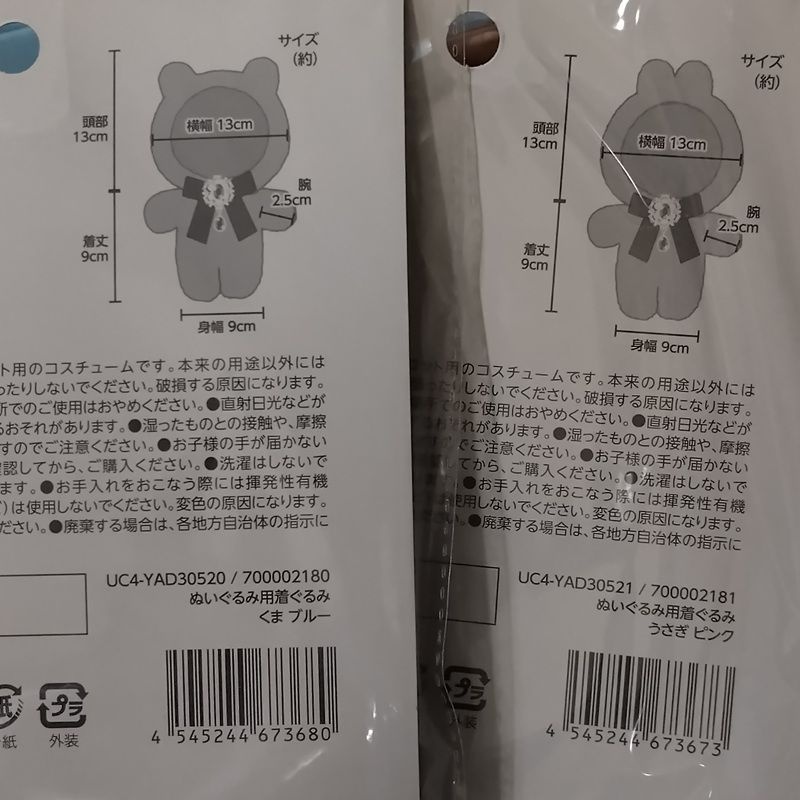 サイズ
(約)
頭部
13cm
横幅 13cm
腕
2.5cm
着丈
9cm
身幅 9cm
ット用のコスチュームです。本来の用途以外には
ったりしないでください。破損する原因になります。
所でのご使用はおやめください。●直射日光などが
るおそれがあります。●湿ったものとの接触や、摩擦
すのでご注意ください。●お子様の手が届かない
確認してから、ご購入ください。●洗濯はしないで
ます。●お手入れをおこなう際には揮発性有機
)は使用しないでください。変色の原因になります。
ださい。●廃棄する場合は、各地方自治体の指示に
UC4-YAD30520 / 700002180
ぬいぐるみ用着ぐるみ
くま ブルー
紙
プラ
外装
4 545244 673680
サイズ
(約)
頭部
13cm
横幅 13cm
腕
2.5cm
着丈
9cm
身幅 9cm
ット用のコスチュームです。本来の用途以外には
ったりしないでください。破損する原因になります。
所でのご使用はおやめください。●直射日光などが
るおそれがあります。●湿ったものとの接触や、摩擦
すのでご注意ください。●お子様の手が届かない
確認してから、ご購入ください。●洗濯はしないで
ます。●お手入れをおこなう際には揮発性有機
)は使用しないでください。変色の原因になります。
ださい。●廃棄する場合は、各地方自治体の指示に
UC4-YAD30521 / 700002181
ぬいぐるみ用着ぐるみ
うさぎ ピンク
プラ
外装
4 545244 673673